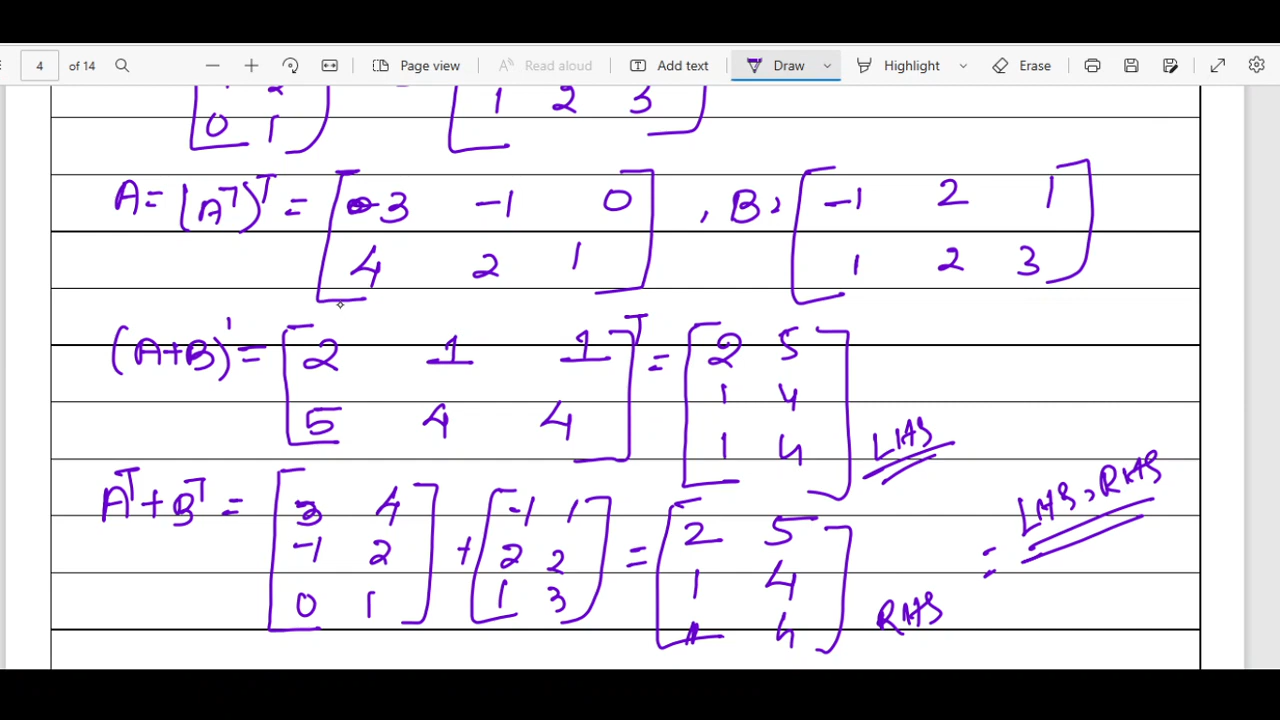 4 of 14 Page view Read aloud Add text Draw Highlight Erase
0 1 1 2 3
A = (A^T)^T = [3 -1 0 , B = [-1 2 1
4 2 1] 1 2 3]
(A+B)' = [2 1 1 ]^T = [2 5
5 4 4 1 4
1 4] LHS
A^T + B^T = [3 4 + [-1 1 = [2 5 = LHS, RHS
-1 2 2 2 1 4
0 1] 1 3] 1 4] RHS